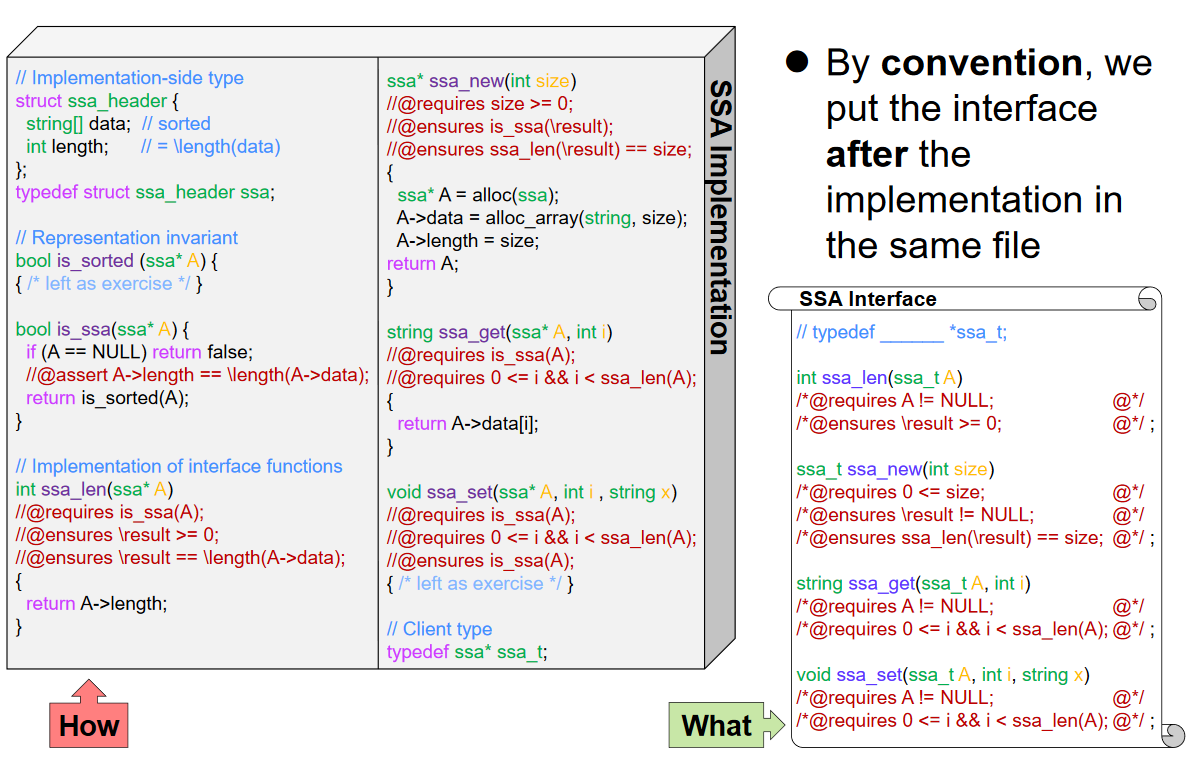 // Implementation-side type
struct ssa_header {
string[] data; // sorted
int length; // = \length(data)
};
typedef struct ssa_header ssa;
// Representation invariant
bool is_sorted (ssa* A) {
{ /* left as exercise */ }
bool is_ssa(ssa* A) {
if (A == NULL) return false;
//@assert A->length == \length(A->data);
return is_sorted(A);
}
// Implementation of interface functions
int ssa_len(ssa* A)
//@requires is_ssa(A);
//@ensures \result >= 0;
//@ensures \result == \length(A->data);
{
return A->length;
}
ssa* ssa_new(int size)
//@requires size >= 0;
//@ensures is_ssa(\result);
//@ensures ssa_len(\result) == size;
{
ssa* A = alloc(ssa);
A->data = alloc_array(string, size);
A->length = size;
return A;
}
string ssa_get(ssa* A, int i)
//@requires is_ssa(A);
//@requires 0 <= i && i < ssa_len(A);
{
return A->data[i];
}
void ssa_set(ssa* A, int i , string x)
//@requires is_ssa(A);
//@requires 0 <= i && i < ssa_len(A);
//@ensures is_ssa(A);
{ /* left as exercise */ }
// Client type
typedef ssa* ssa_t;
SSA Implementation
How
● By convention, we
put the interface
after the
implementation in
the same file
SSA Interface
// typedef ______ *ssa_t;
int ssa_len(ssa_t A)
/*@requires A != NULL; @*/
/*@ensures \result >= 0; @*/ ;
ssa_t ssa_new(int size)
/*@requires 0 <= size; @*/
/*@ensures \result != NULL; @*/
/*@ensures ssa_len(\result) == size; @*/ ;
string ssa_get(ssa_t A, int i)
/*@requires A != NULL; @*/
/*@requires 0 <= i && i < ssa_len(A); @*/ ;
void ssa_set(ssa_t A, int i, string x)
/*@requires A != NULL; @*/
/*@requires 0 <= i && i < ssa_len(A); @*/ ;
What